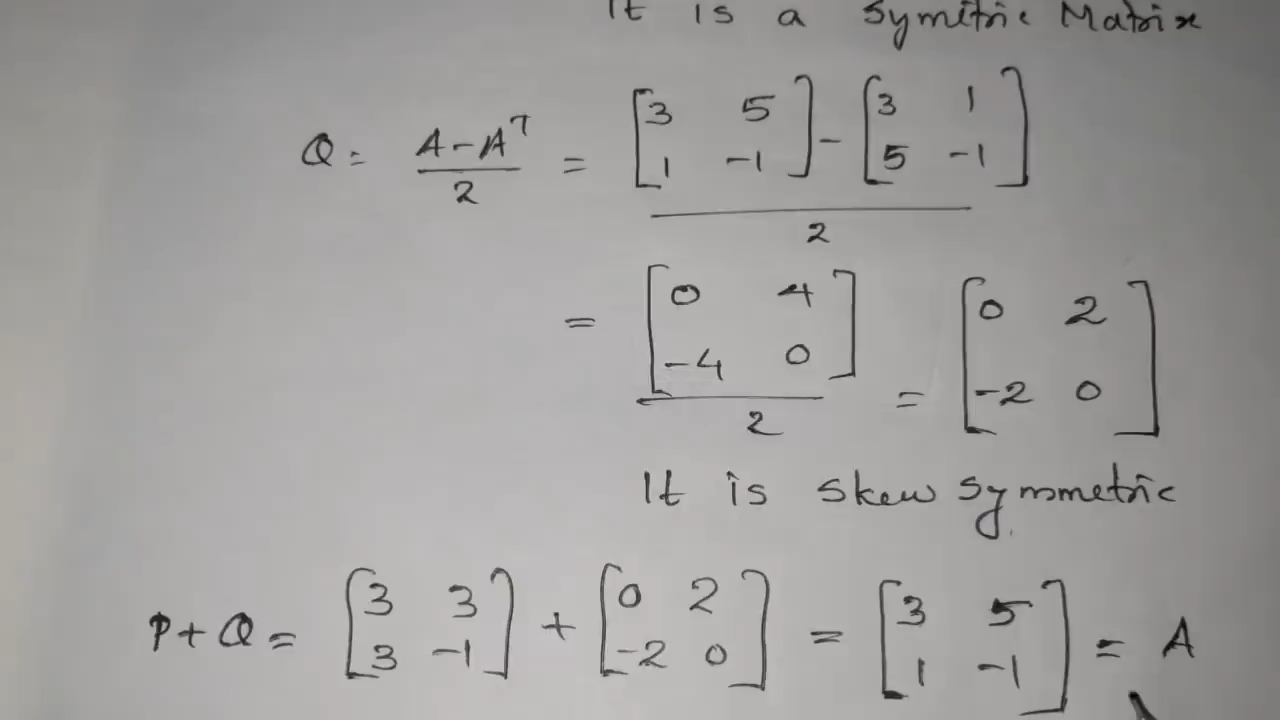 It is a Symitric Matrix
Q = (A - A^T)/2 = ([3 5; 1 -1] - [3 1; 5 -1])/2
= [0 4; -4 0]/2 = [0 2; -2 0]
It is skew symmetric
P + Q = [3 3; 3 -1] + [0 2; -2 0] = [3 5; 1 -1] = A